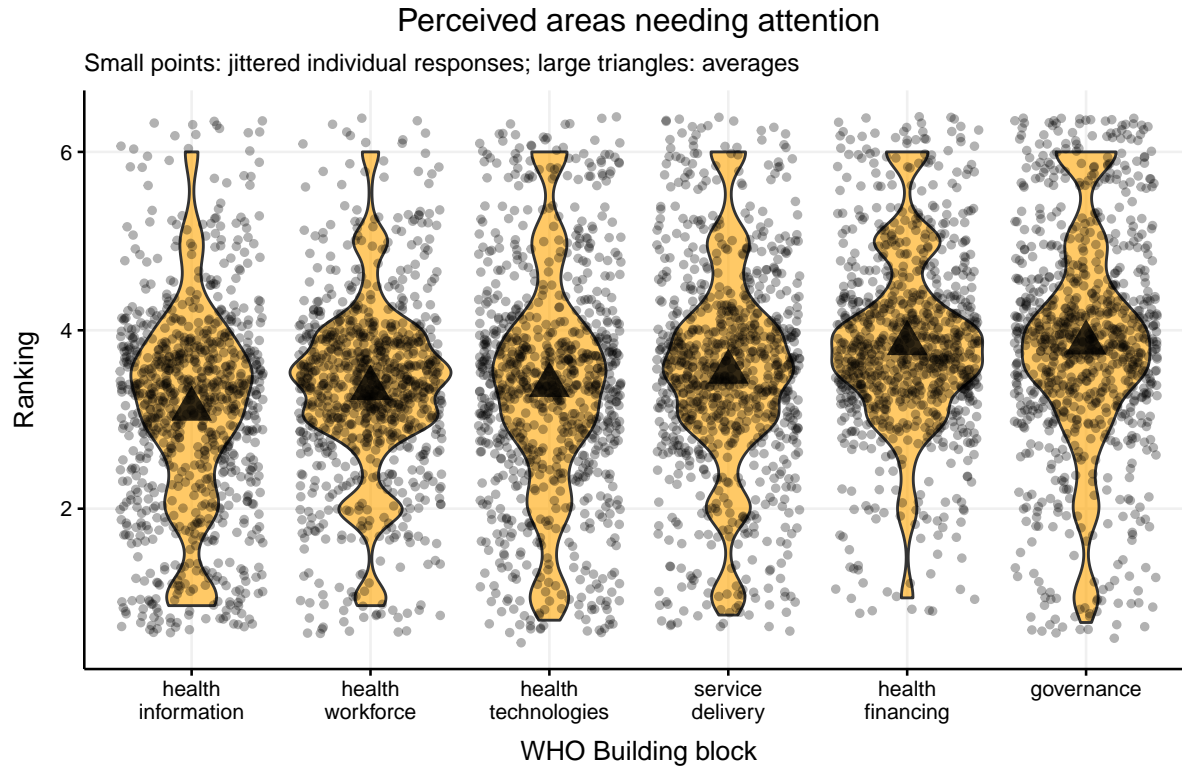 Perceived areas needing attention
Small points: jittered individual responses; large triangles: averages
6
4
2
Ranking
health
information
health
workforce
health
technologies
service
delivery
health
financing
governance
WHO Building block